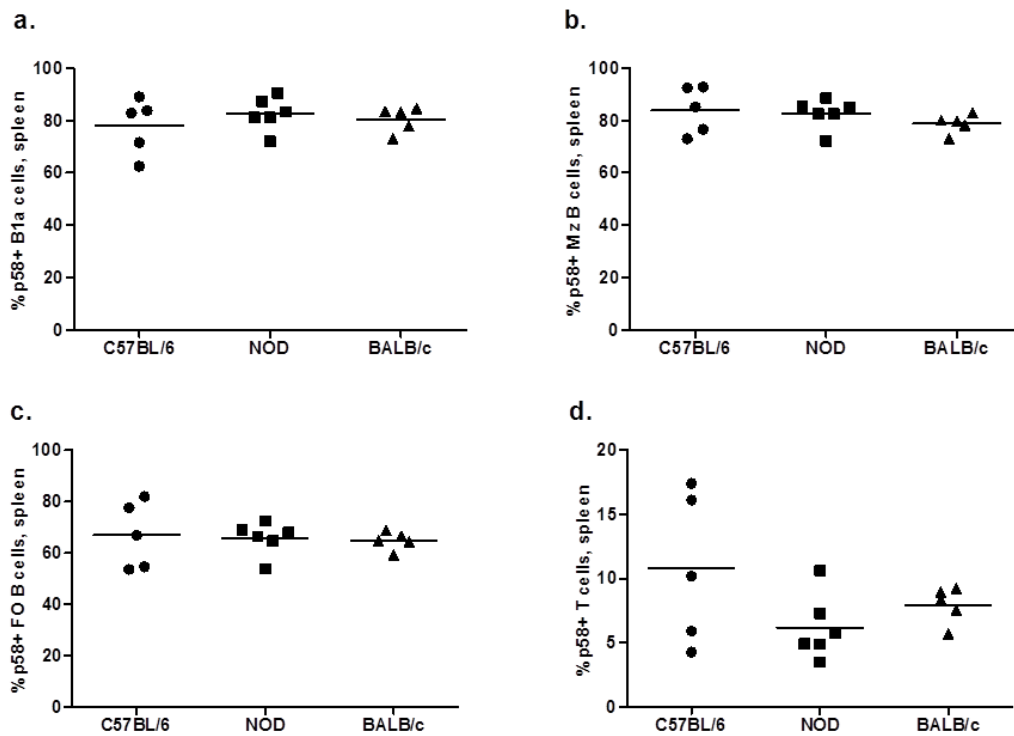 a.
%p58+ B1a cells, spleen
100
80
60
40
20
0
C57BL/6 NOD BALB/c
b.
%p58+ Mz B cells, spleen
100
80
60
40
20
0
C57BL/6 NOD BALB/c
c.
%p58+ FO B cells, spleen
100
80
60
40
20
0
C57BL/6 NOD BALB/c
d.
%p58+ T cells, spleen
20
15
10
5
0
C57BL/6 NOD BALB/c